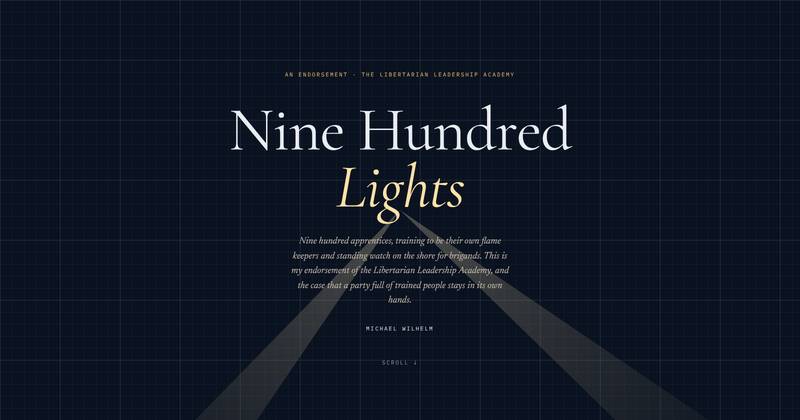 AN ENDORSEMENT · THE LIBERTARIAN LEADERSHIP ACADEMY
Nine Hundred
Lights
Nine hundred apprentices, training to be their own flame
keepers and standing watch on the shore for brigands. This is
my endorsement of the Libertarian Leadership Academy, and
the case that a party full of trained people stays in its own
hands.
MICHAEL WILHELM
SCROLL ↓